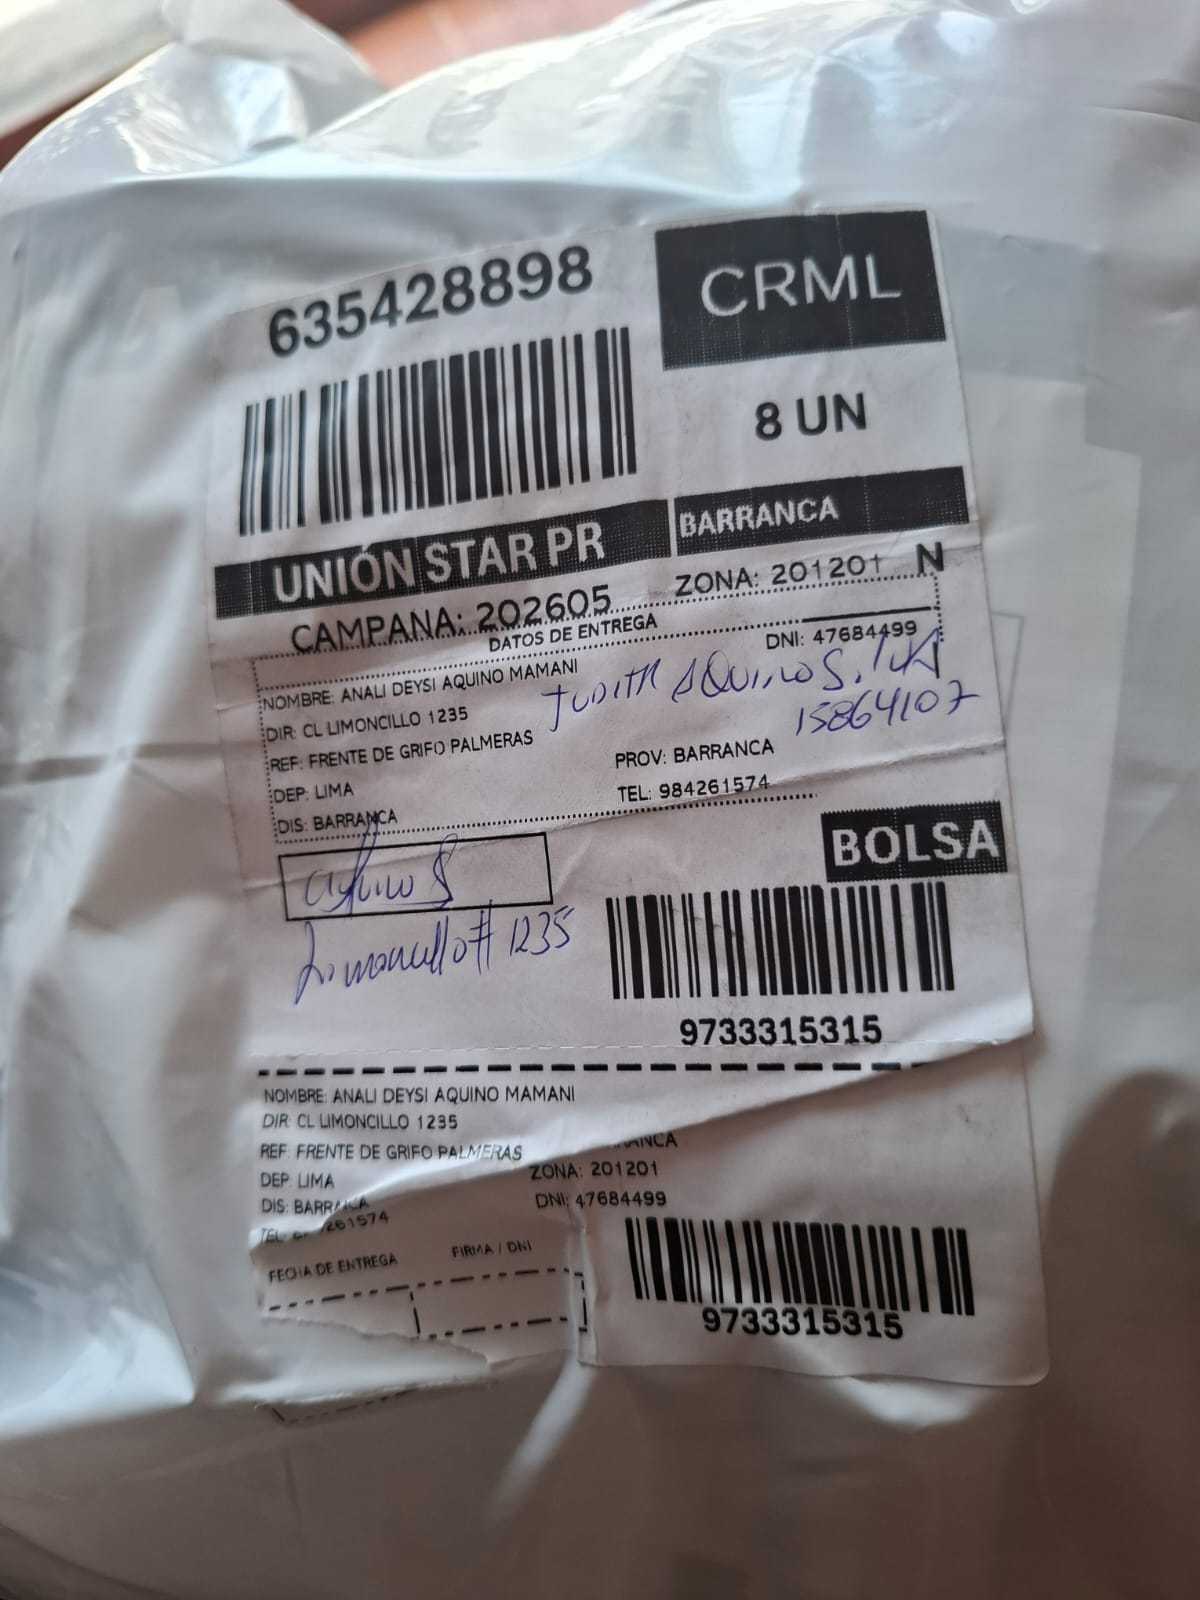 635428898
CRML
8 UN
UNIÓN STAR PR
BARRANCA
CAMPANA: 202605
ZONA: 201201 N
DATOS DE ENTREGA
DNI: 47684499
NOMBRE: ANALI DEYSI AQUINO MAMANI
JUDITH AQUINO S.
15864107
DIR: CL LIMONCILLO 1235
REF: FRENTE DE GRIFO PALMERAS
PROV: BARRANCA
DEP: LIMA
TEL: 984261574
DIS: BARRANCA
BOLSA
Aquino S
Limoncillo # 1235
9733315315
NOMBRE: ANALI DEYSI AQUINO MAMANI
DIR: CL LIMONCILLO 1235
REF: FRENTE DE GRIFO PALMERAS
DEP: LIMA
ZONA: 201201
DIS: BARRANCA
DNI: 47684499
261574
FECHA DE ENTREGA
FIRMA / DNI
9733315315